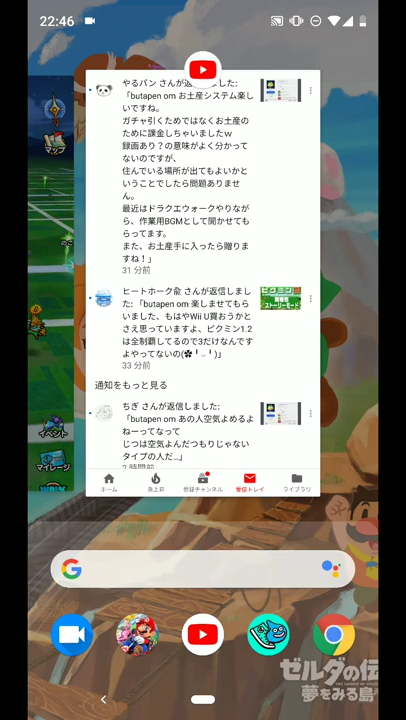 22:46
マップ
やるパン さんが返信しました:
「butapen om お土産システム楽し
いですね。
ガチャ引くためではなくお土産の
ために課金しちゃいましたw
録画あり？の意味がよく分かって
ないのですが、
住んでいる場所が出てもよいかと
いうことでしたら問題ありませ
ん。
最近はドラクエウォークやりなが
ら、作業用BGMとして聞かせても
らってます。
また、お土産手に入ったら贈りま
すね！」
31 分前
ヒートホーク㊎ さんが返信しまし
た: 「butapen om 楽しませてもら
いました、もはやWii U買おうかと
さえ思っていますよ、ピクミン1.2
は全制覇してるので3だけなんです
よやってないの(✿╹◡╹)」
33 分前
ピクミン3
ストーリーモード
通知をもっと見る
ちぎ さんが返信しました:
「butapen om あの人空気よめるよ
ねーってなって
じつは空気よんだつもりじゃない
タイプの人だ…」
2 時間前
イベント
マイレージ
ホーム
急上昇
登録チャンネル
受信トレイ
ライブラリ
ゼルダの伝
夢をみる島